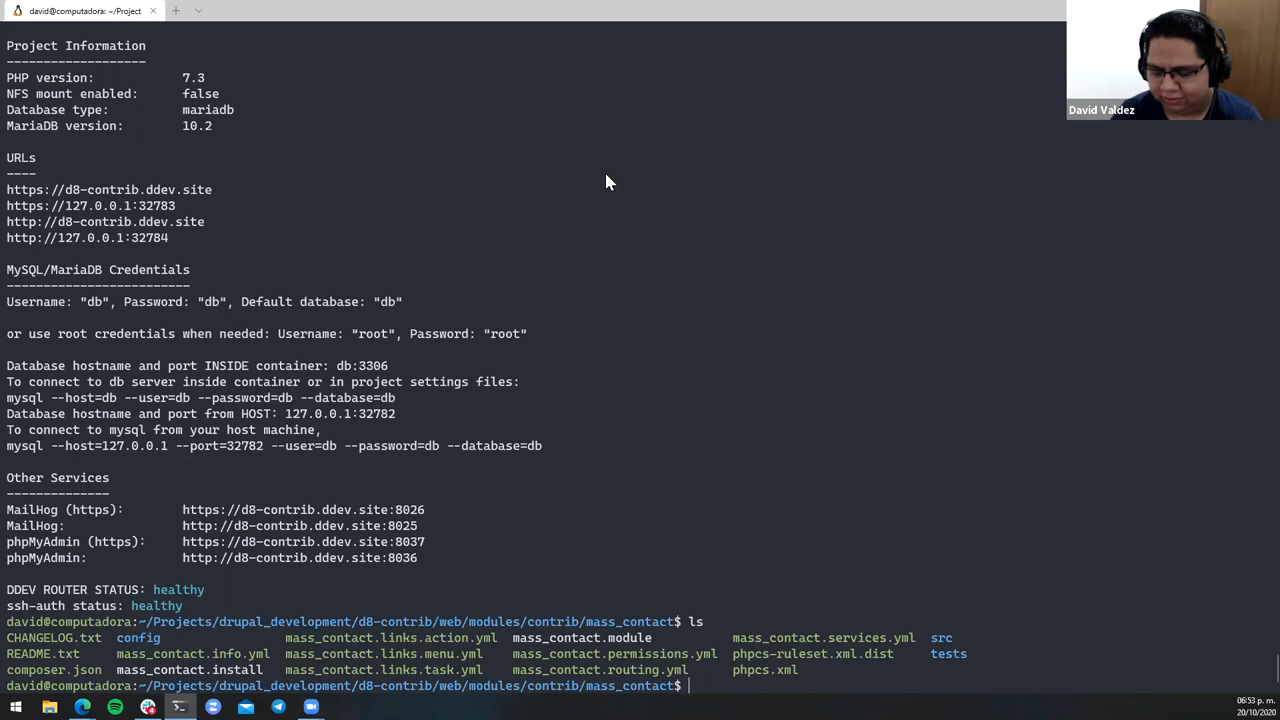 david@computadora: ~/Project
Project Information
-------------------
PHP version: 7.3
NFS mount enabled: false
Database type: mariadb
MariaDB version: 10.2
URLs
----
https://d8-contrib.ddev.site
https://127.0.0.1:32783
http://d8-contrib.ddev.site
http://127.0.0.1:32784
MySQL/MariaDB Credentials
-------------------------
Username: "db", Password: "db", Default database: "db"
or use root credentials when needed: Username: "root", Password: "root"
Database hostname and port INSIDE container: db:3306
To connect to db server inside container or in project settings files:
mysql --host=db --user=db --password=db --database=db
Database hostname and port from HOST: 127.0.0.1:32782
To connect to mysql from your host machine,
mysql --host=127.0.0.1 --port=32782 --user=db --password=db --database=db
Other Services
--------------
MailHog (https): https://d8-contrib.ddev.site:8026
MailHog: http://d8-contrib.ddev.site:8025
phpMyAdmin (https): https://d8-contrib.ddev.site:8037
phpMyAdmin: http://d8-contrib.ddev.site:8036
DDEV ROUTER STATUS: healthy
ssh-auth status: healthy
david@computadora:~/Projects/drupal_development/d8-contrib/web/modules/contrib/mass_contact$ ls
CHANGELOG.txt config mass_contact.links.action.yml mass_contact.module mass_contact.services.yml src
README.txt mass_contact.info.yml mass_contact.links.menu.yml mass_contact.permissions.yml phpcs-ruleset.xml.dist tests
composer.json mass_contact.install mass_contact.links.task.yml mass_contact.routing.yml phpcs.xml
david@computadora:~/Projects/drupal_development/d8-contrib/web/modules/contrib/mass_contact$
David Valdez
06:53 p. m.
20/10/2020